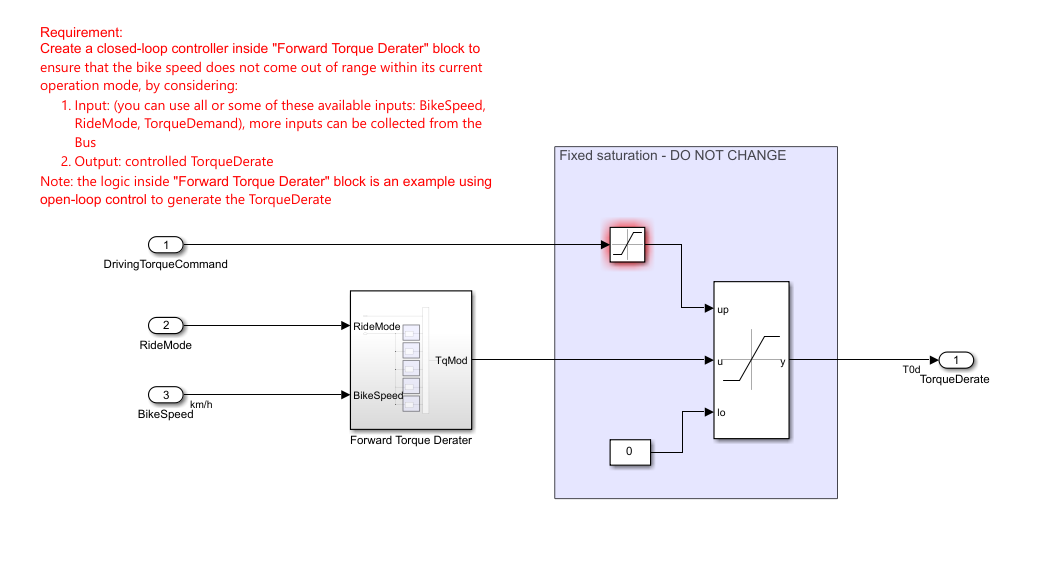 Requirement:
Create a closed-loop controller inside "Forward Torque Derater" block to
ensure that the bike speed does not come out of range within its current
operation mode, by considering:
1. Input: (you can use all or some of these available inputs: BikeSpeed,
RideMode, TorqueDemand), more inputs can be collected from the
Bus
2. Output: controlled TorqueDerate
Note: the logic inside "Forward Torque Derater" block is an example using
open-loop control to generate the TorqueDerate
Fixed saturation - DO NOT CHANGE
1
DrivingTorqueCommand
2
RideMode
3
BikeSpeed
km/h
RideMode
BikeSpeed
TqMod
Forward Torque Derater
up
u
lo
y
0
T0d
1
TorqueDerate